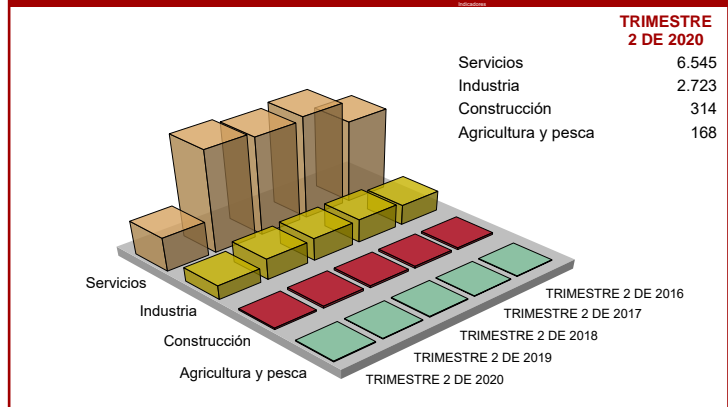 Indicadores
TRIMESTRE
2 DE 2020
Servicios 6.545
Industria 2.723
Construcción 314
Agricultura y pesca 168
Servicios
Industria
Construcción
Agricultura y pesca
TRIMESTRE 2 DE 2016
TRIMESTRE 2 DE 2017
TRIMESTRE 2 DE 2018
TRIMESTRE 2 DE 2019
TRIMESTRE 2 DE 2020